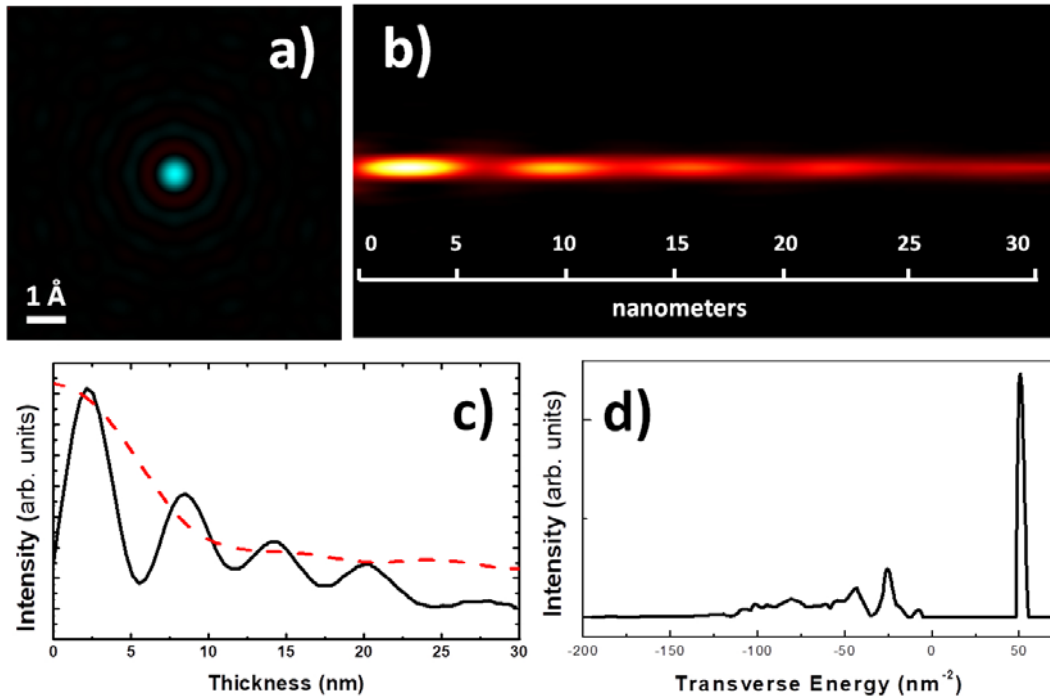 a)
b)
1 Å
0 5 10 15 20 25 30
nanometers
c)
Intensity (arb. units)
0 5 10 15 20 25 30
Thickness (nm)
d)
Intensity (arb. units)
-200 -150 -100 -50 0 50
Transverse Energy (nm⁻²)